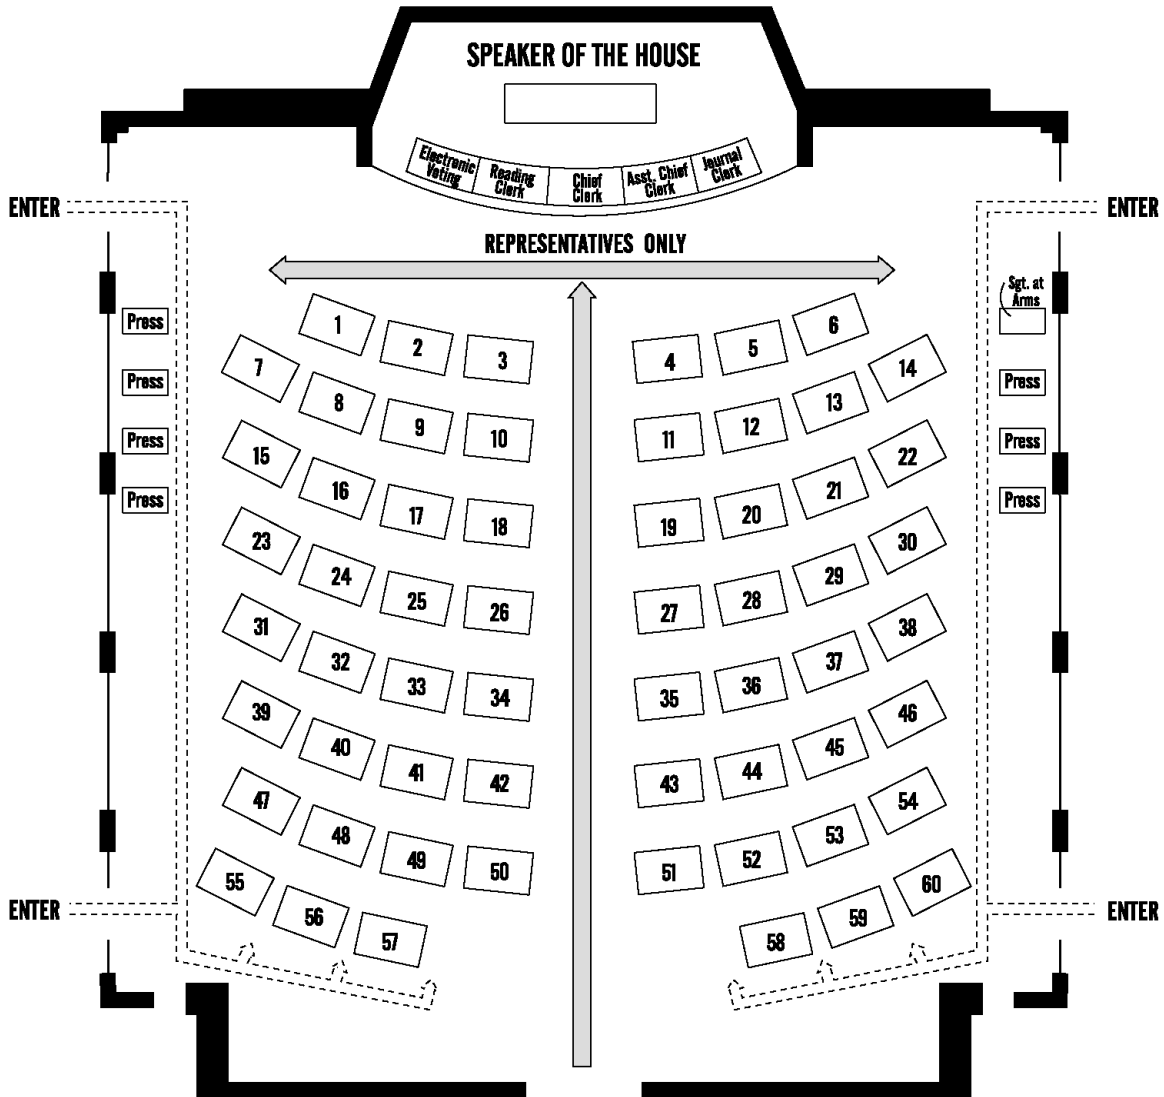 SPEAKER OF THE HOUSE
Electronic
Voting
Reading
Clerk
Chief
Clerk
Asst. Chief
Clerk
Journal
Clerk
ENTER
ENTER
REPRESENTATIVES ONLY
Sgt. at
Arms
Press
Press
Press
Press
Press
Press
Press
1 2 3 4 5 6
7 8 9 10 11 12 13 14
15 16 17 18 19 20 21 22
23 24 25 26 27 28 29 30
31 32 33 34 35 36 37 38
39 40 41 42 43 44 45 46
47 48 49 50 51 52 53 54
55 56 57 58 59 60
ENTER
ENTER